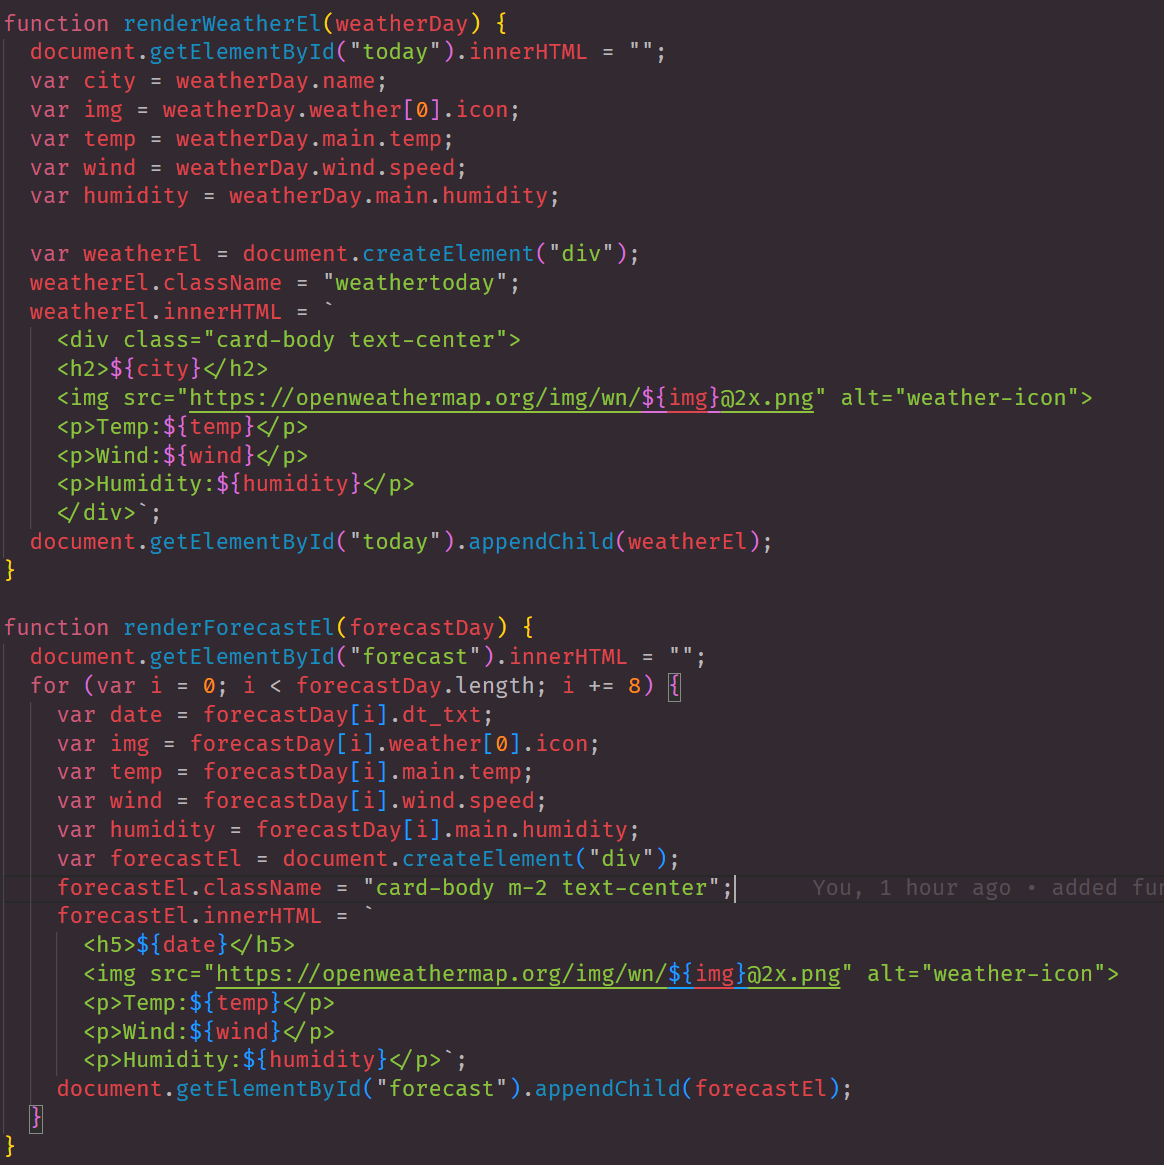 function renderWeatherEl(weatherDay) {
  document.getElementById("today").innerHTML = "";
  var city = weatherDay.name;
  var img = weatherDay.weather[0].icon;
  var temp = weatherDay.main.temp;
  var wind = weatherDay.wind.speed;
  var humidity = weatherDay.main.humidity;

  var weatherEl = document.createElement("div");
  weatherEl.className = "weathertoday";
  weatherEl.innerHTML = `
    <div class="card-body text-center">
    <h2>${city}</h2>
    <img src="https://openweathermap.org/img/wn/${img}@2x.png" alt="weather-icon">
    <p>Temp:${temp}</p>
    <p>Wind:${wind}</p>
    <p>Humidity:${humidity}</p>
    </div>`;
  document.getElementById("today").appendChild(weatherEl);
}

function renderForecastEl(forecastDay) {
  document.getElementById("forecast").innerHTML = "";
  for (var i = 0; i < forecastDay.length; i += 8) {
    var date = forecastDay[i].dt_txt;
    var img = forecastDay[i].weather[0].icon;
    var temp = forecastDay[i].main.temp;
    var wind = forecastDay[i].wind.speed;
    var humidity = forecastDay[i].main.humidity;
    var forecastEl = document.createElement("div");
    forecastEl.className = "card-body m-2 text-center"; You, 1 hour ago • added
    forecastEl.innerHTML = `
      <h5>${date}</h5>
      <img src="https://openweathermap.org/img/wn/${img}@2x.png" alt="weather-icon">
      <p>Temp:${temp}</p>
      <p>Wind:${wind}</p>
      <p>Humidity:${humidity}</p>`;
    document.getElementById("forecast").appendChild(forecastEl);
  }
}